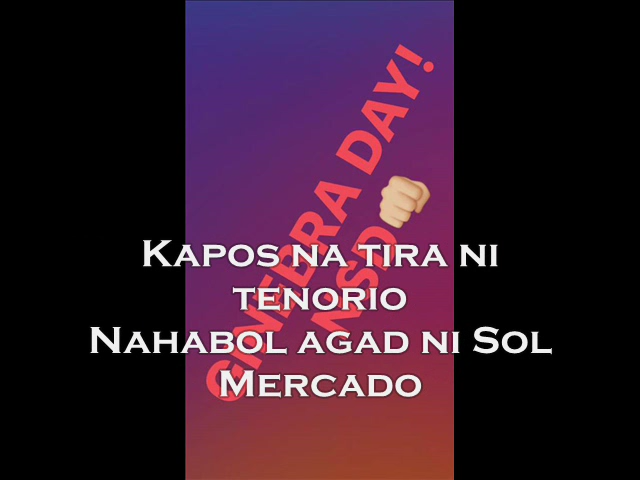 GINEBRA DAY!
NSD
Kapos na tira ni
tenorio
Nahabol agad ni Sol
Mercado